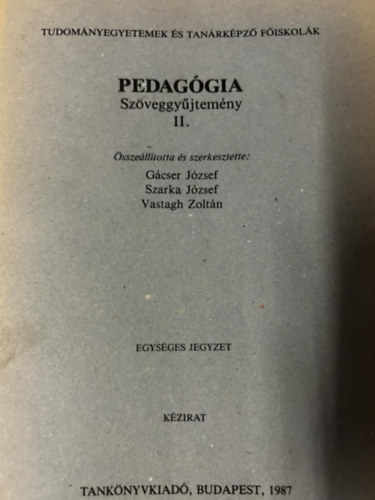 TUDOMÁNYEGYETEMEK ÉS TANÁRKÉPZŐ FŐISKOLÁK
PEDAGÓGIA
Szöveggyűjtemény
II.
Összeállította és szerkesztette:
Gácser József
Szarka József
Vastagh Zoltán
EGYSÉGES JEGYZET
KÉZIRAT
TANKÖNYVKIADÓ, BUDAPEST, 1987